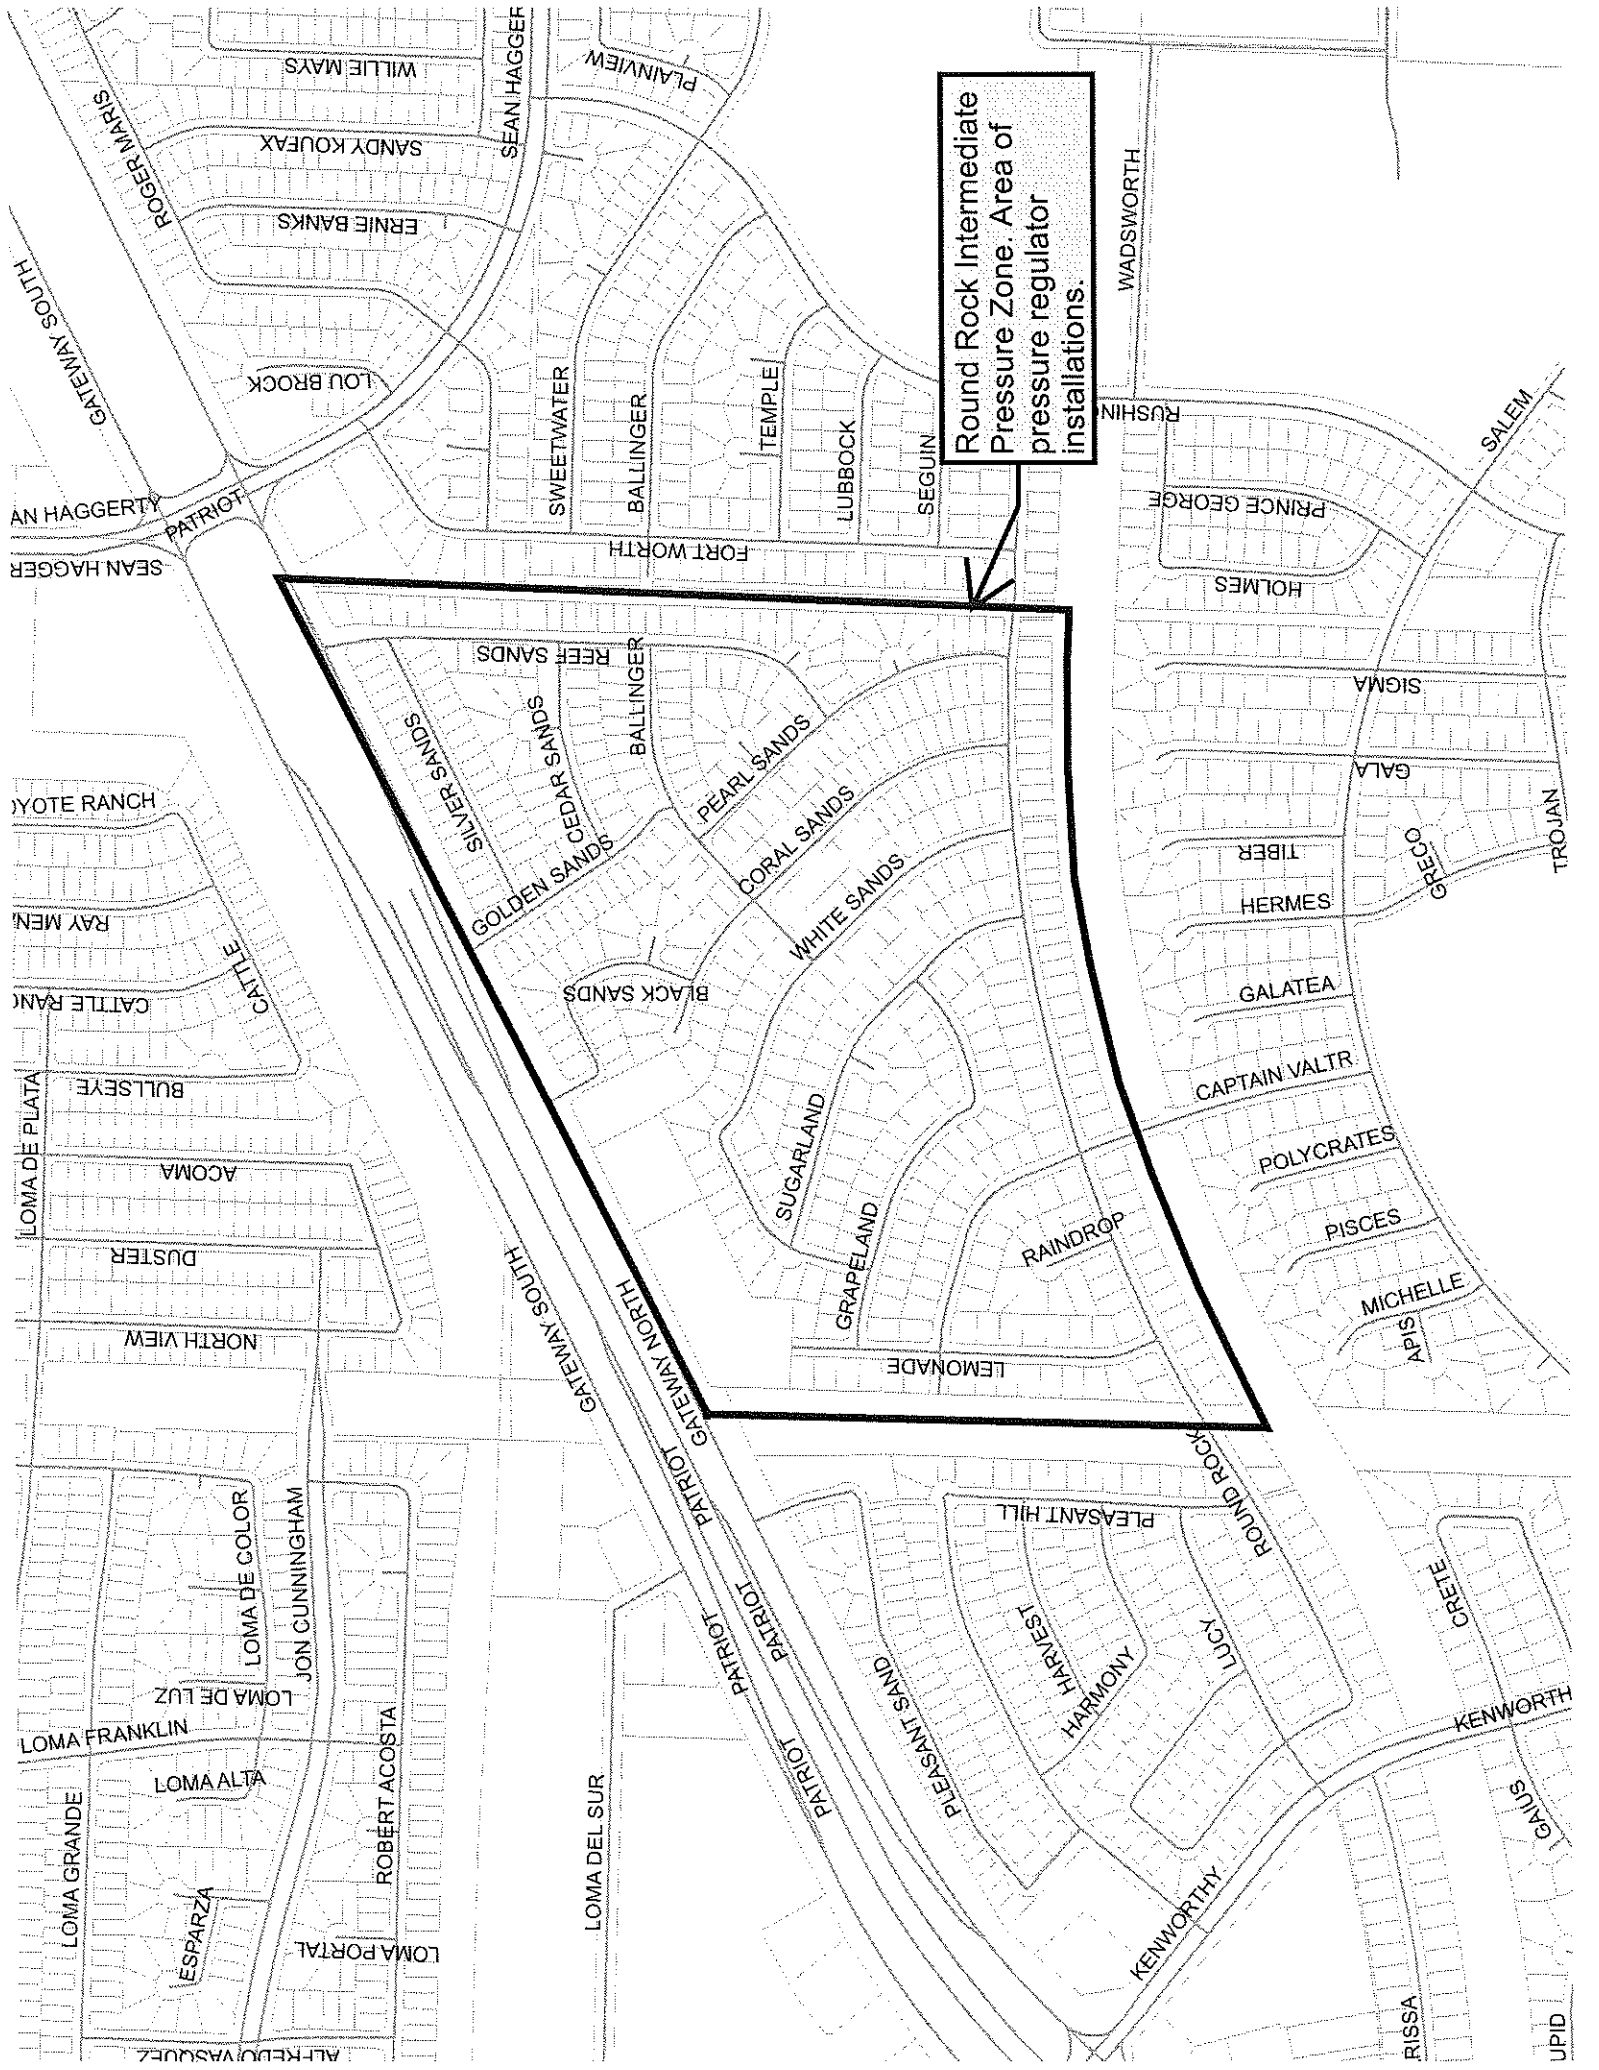 WILLIE MAYS
SEAN HAGGER
PLAINVIEW
ROGER MARIS
SANDY KOUFAX
ERNIE BANKS
GATEWAY SOUTH
LOU BROCK
Round Rock Intermediate
Pressure Zone. Area of
pressure regulator
installations.
WADSWORTH
RUSHIN
SALEM
SWEETWATER
BALLINGER
TEMPLE
LUBBOCK
SEGUIN
AN HAGGERTY
PATRIOT
SEAN HAGGER
FORT WORTH
PRINCE GEORGE
HOLMES
REEF SANDS
SILVER SANDS
CEDAR SANDS
BALLINGER
PEARL SANDS
SIGMA
GALA
OYOTE RANCH
GOLDEN SANDS
CORAL SANDS
WHITE SANDS
TIBER
GRECO
TROJAN
HERMES
RAY MEN
CATTLE
CATTLE RANC
BLACK SANDS
GALATEA
BULLSEYE
CAPTAIN VALTR
LOMA DE PLATA
ACOMA
SUGARLAND
POLYCRATES
DUSTER
GRAPELAND
RAINDROP
PISCES
NORTH VIEW
GATEWAY SOUTH
GATEWAY NORTH
LEMONADE
MICHELLE
APIS
PATRIOT
ROUND ROCK
PLEASANT HILL
LOMA DE COLOR
JON CUNNINGHAM
PATRIOT
PATRIOT
HARVEST
HARMONY
LUCY
CRETE
LOMA DE LUZ
LOMA FRANKLIN
LOMA ALTA
ROBERT ACOSTA
PATRIOT
PLEASANT SAND
KENWORTH
LOMA GRANDE
LOMA DEL SUR
GAIUS
ESPARZA
LOMA PORTAL
KENWORTHY
ALFREDO VASQUEZ
RISSA
UPID